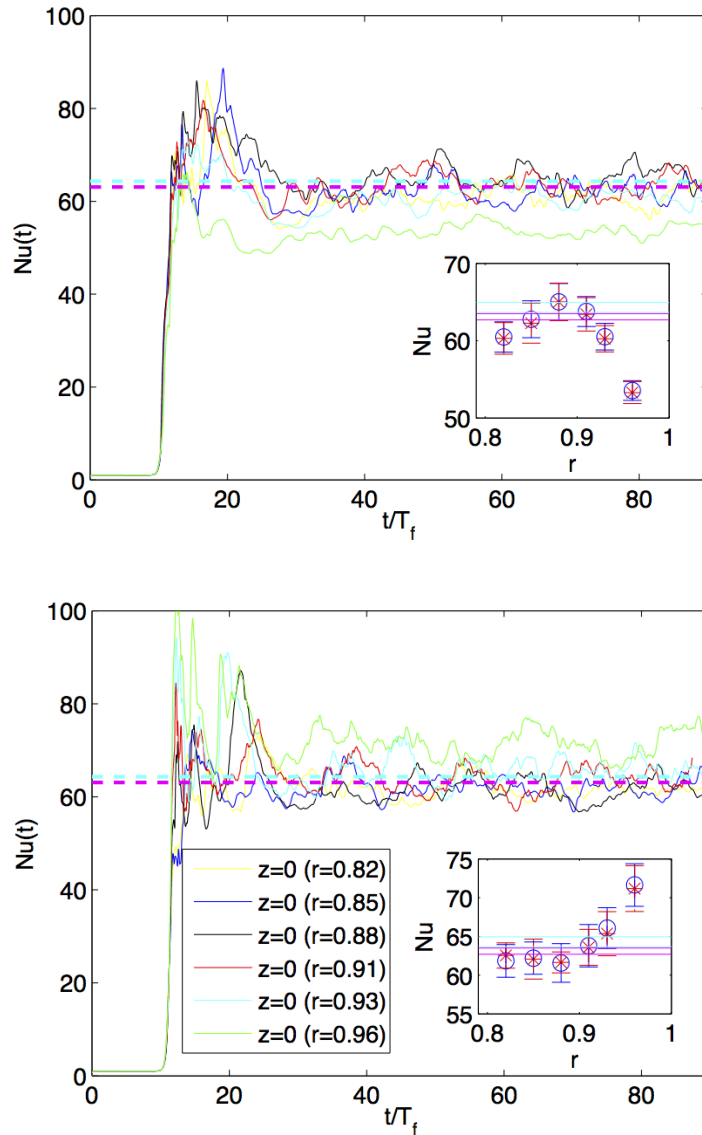 100
80
60
40
20
0
Nu(t)
0 20 40 60 80
t/T_f
70
60
50
Nu
0.8 0.9 1
r
100
80
60
40
20
0
Nu(t)
z=0 (r=0.82)
z=0 (r=0.85)
z=0 (r=0.88)
z=0 (r=0.91)
z=0 (r=0.93)
z=0 (r=0.96)
75
70
65
60
55
Nu
0.8 0.9 1
r
0 20 40 60 80
t/T_f